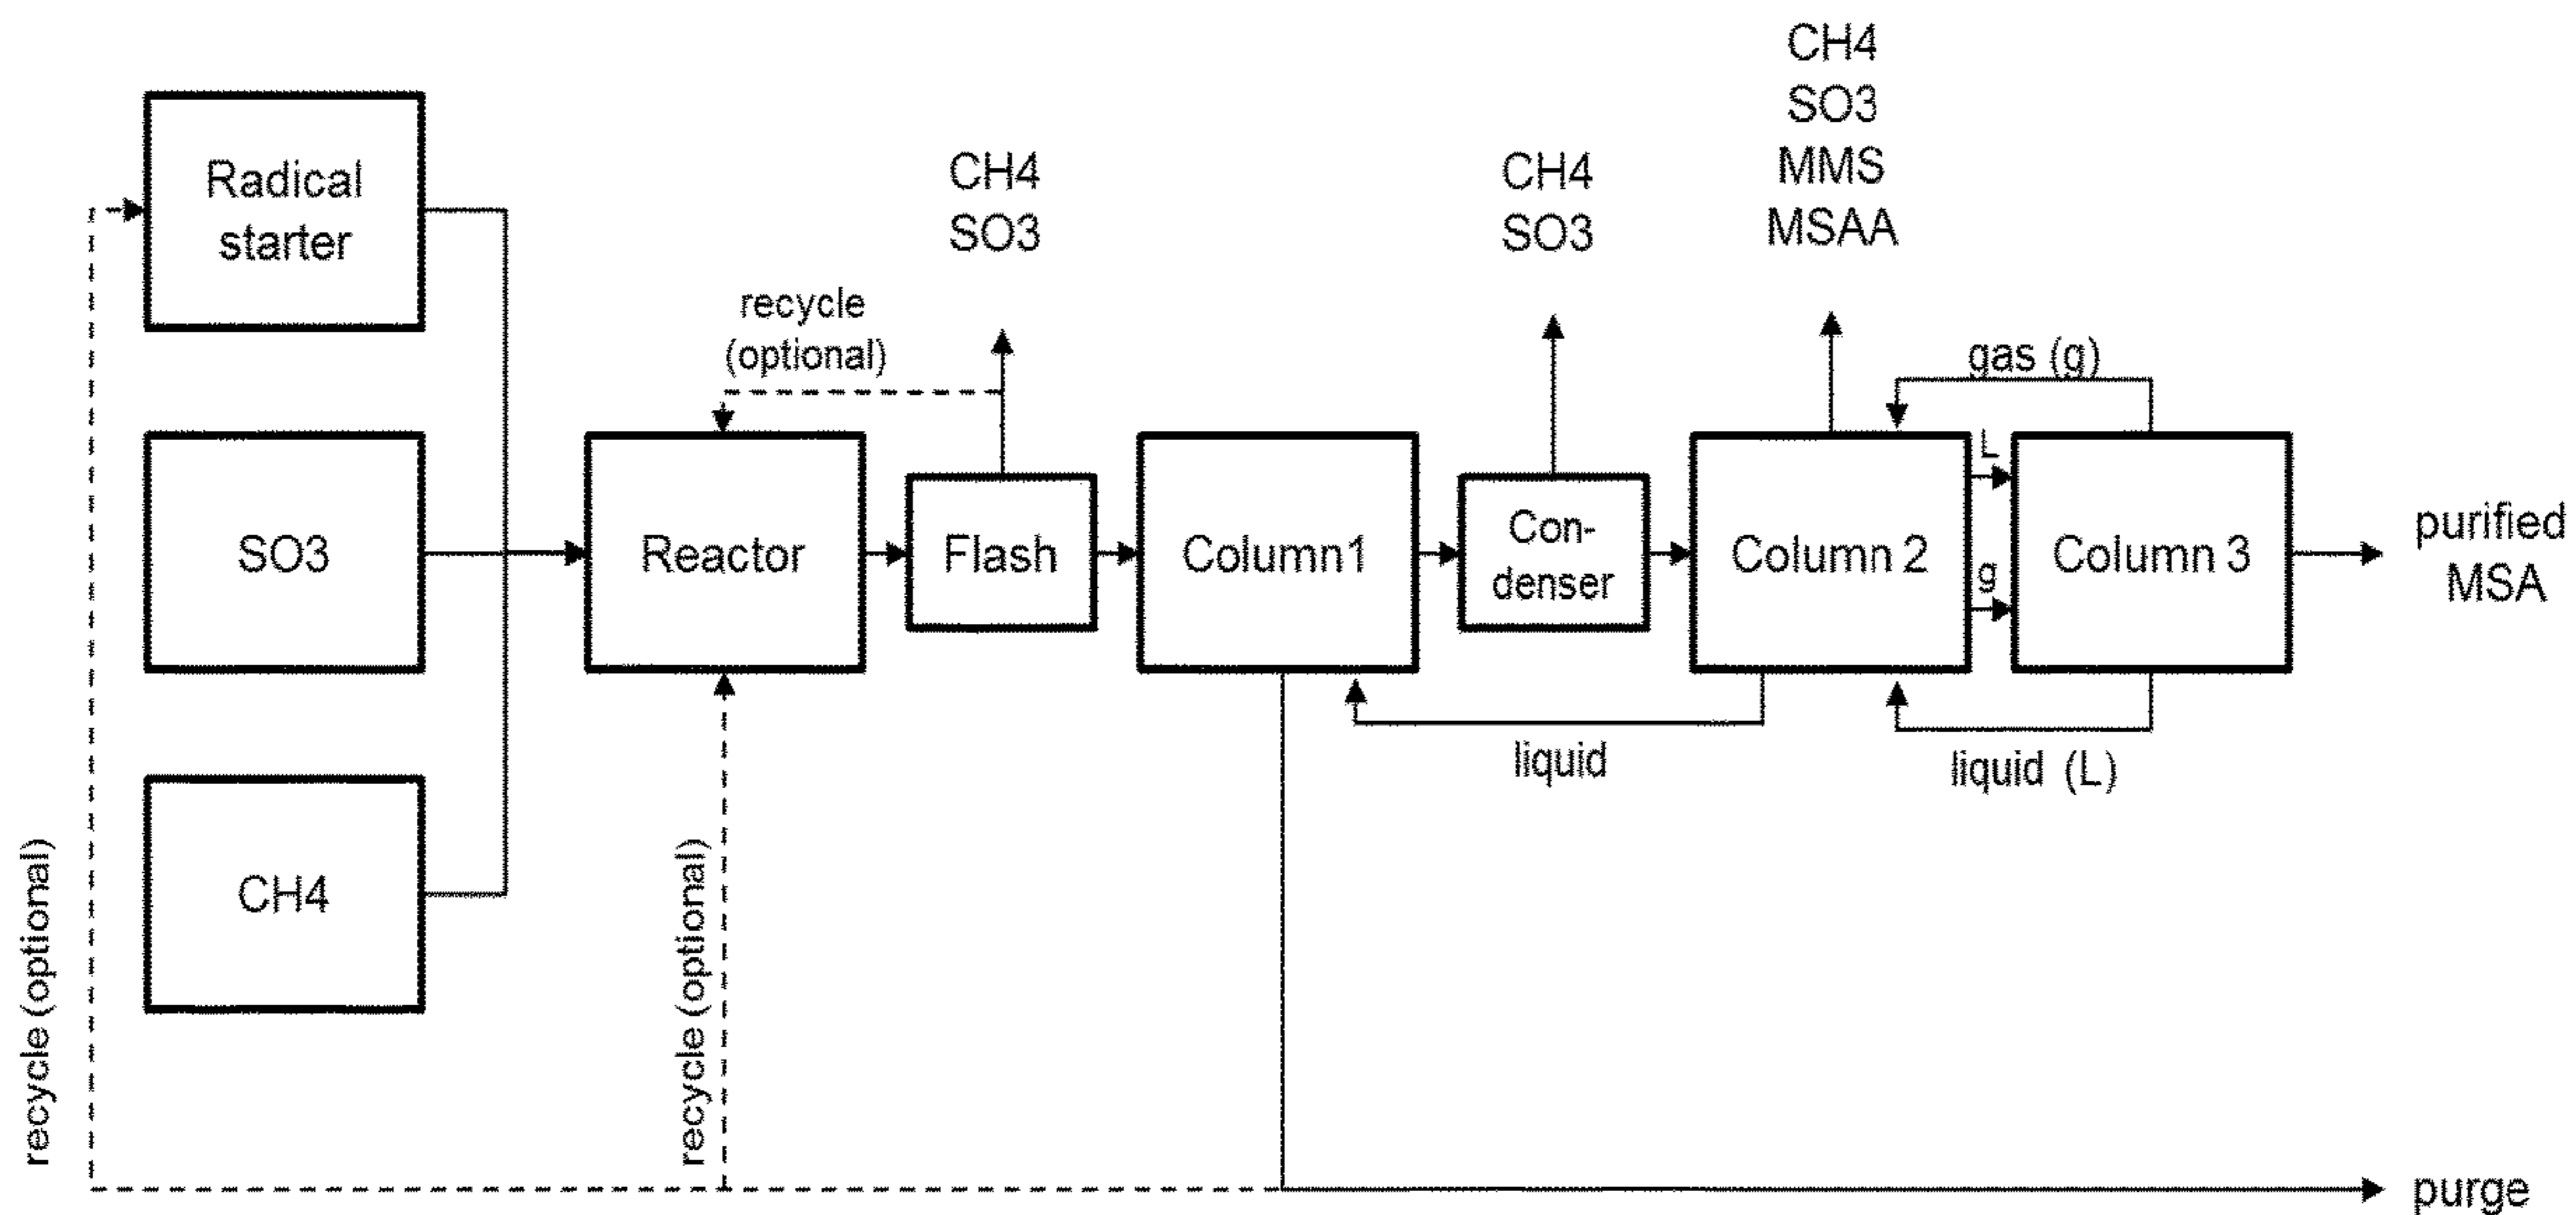 CH4
SO3
MMS
MSAA
CH4
SO3
CH4
SO3
Radical
starter
recycle
(optional)
gas (g)
L
g
SO3
Reactor
Flash
Column1
Con-
denser
Column 2
Column 3
purified
MSA
liquid
liquid (L)
CH4
recycle (optional)
recycle (optional)
purge